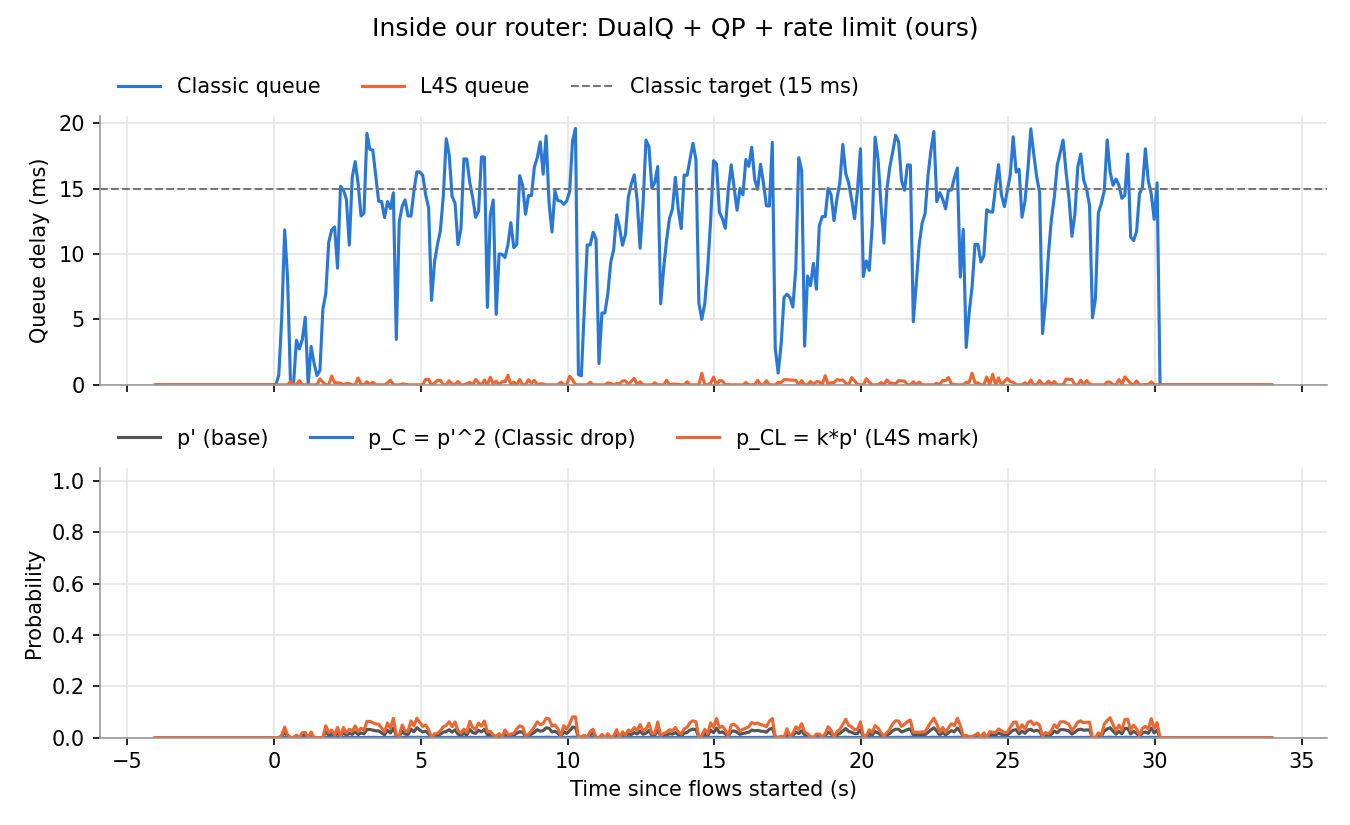 Inside our router: DualQ + QP + rate limit (ours)
Classic queue L4S queue Classic target (15 ms)
Queue delay (ms)
20
15
10
5
0
p' (base) p_C = p'^2 (Classic drop) p_CL = k*p' (L4S mark)
Probability
1.0
0.8
0.6
0.4
0.2
0.0
−5 0 5 10 15 20 25 30 35
Time since flows started (s)